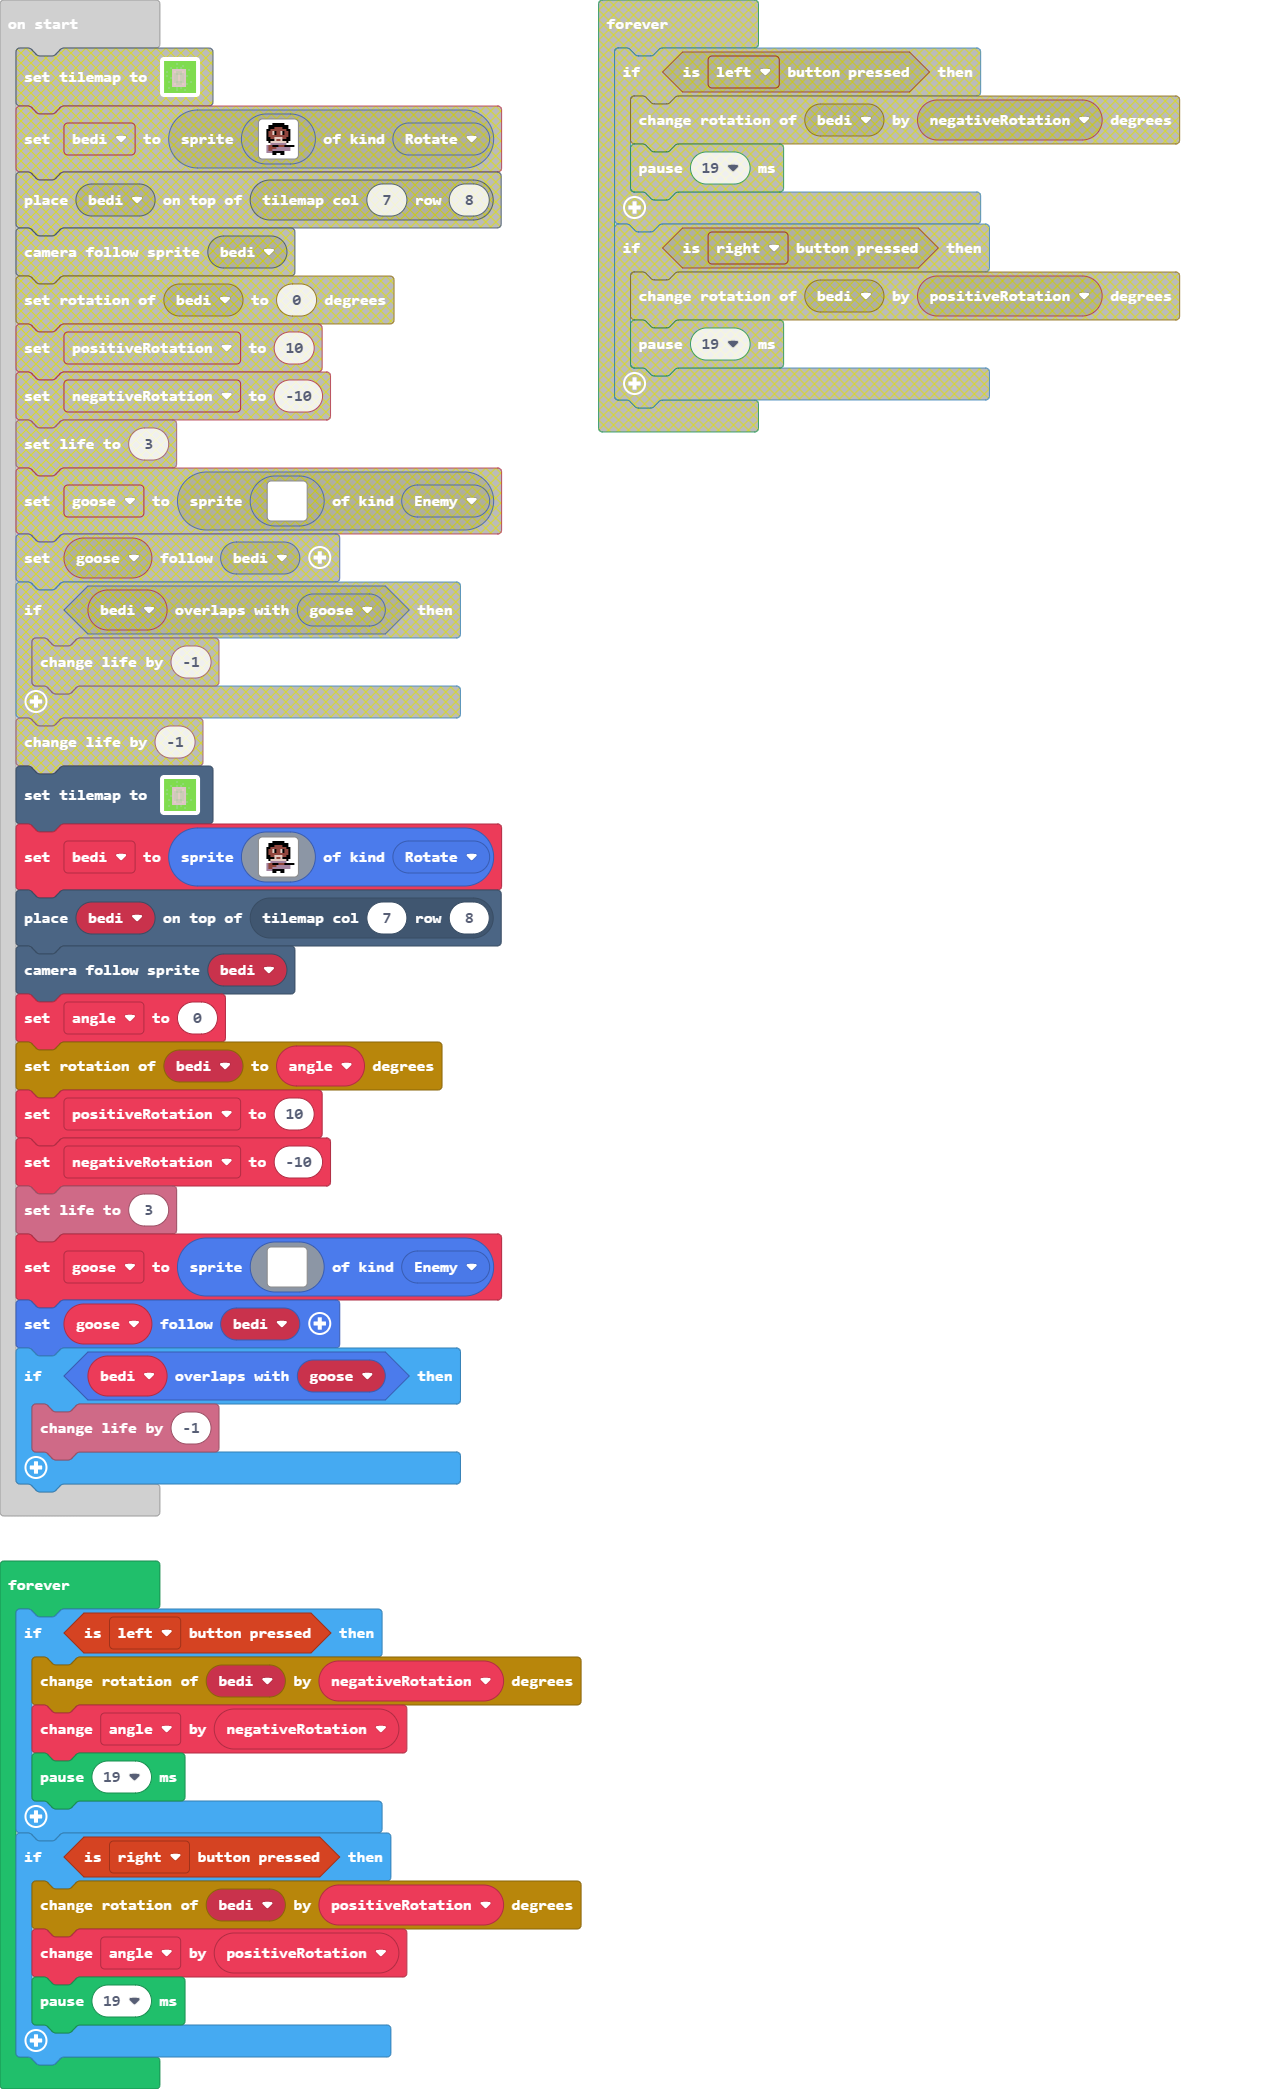 on start
set tilemap to
set bedi to sprite of kind Rotate
place bedi on top of tilemap col 7 row 8
camera follow sprite bedi
set rotation of bedi to 0 degrees
set positiveRotation to 10
set negativeRotation to -10
set life to 3
set goose to sprite of kind Enemy
set goose follow bedi
if bedi overlaps with goose then
change life by -1
change life by -1
set tilemap to
set bedi to sprite of kind Rotate
place bedi on top of tilemap col 7 row 8
camera follow sprite bedi
set angle to 0
set rotation of bedi to angle degrees
set positiveRotation to 10
set negativeRotation to -10
set life to 3
set goose to sprite of kind Enemy
set goose follow bedi
if bedi overlaps with goose then
change life by -1
forever
if is left button pressed then
change rotation of bedi by negativeRotation degrees
pause 19 ms
if is right button pressed then
change rotation of bedi by positiveRotation degrees
pause 19 ms
forever
if is left button pressed then
change rotation of bedi by negativeRotation degrees
change angle by negativeRotation
pause 19 ms
if is right button pressed then
change rotation of bedi by positiveRotation degrees
change angle by positiveRotation
pause 19 ms